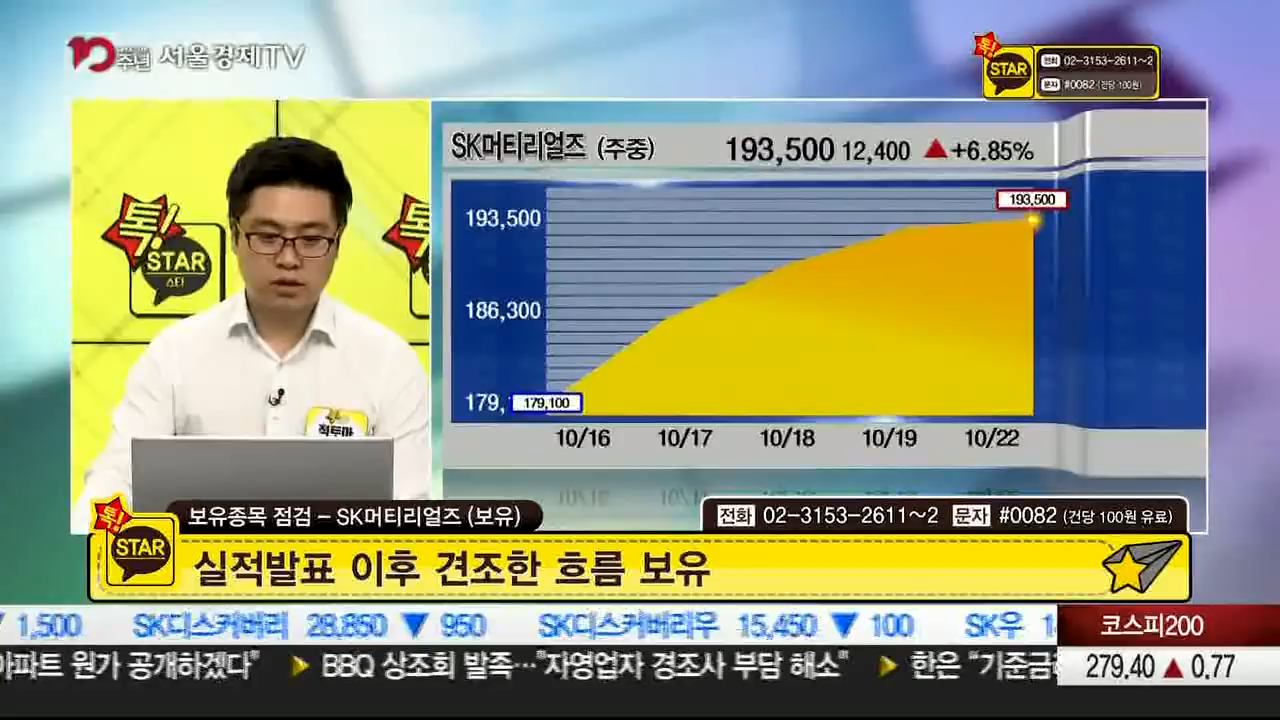 10주년 서울경제TV
톡! STAR
전화 02-3153-2611~2
문자 #0082 (건당 100원)
SK머티리얼즈 (주중) 193,500 12,400 ▲+6.85%
193,500
193,500
186,300
179,100
10/16 10/17 10/18 10/19 10/22
톡!
STAR
스타
톡
적토마
보유종목 점검 - SK머티리얼즈 (보유)
전화 02-3153-2611~2 문자 #0082 (건당 100원 유료)
톡! STAR
실적발표 이후 견조한 흐름 보유
▼ 1,500 SK디스커버리 28,850 ▼ 950 SK디스커버리우 15,450 ▼ 100 SK우
코스피200
아파트 원가 공개하겠다" ▶ BBQ 상조회 발족…"자영업자 경조사 부담 해소" ▶ 한은 "기준금
279.40 ▲ 0.77